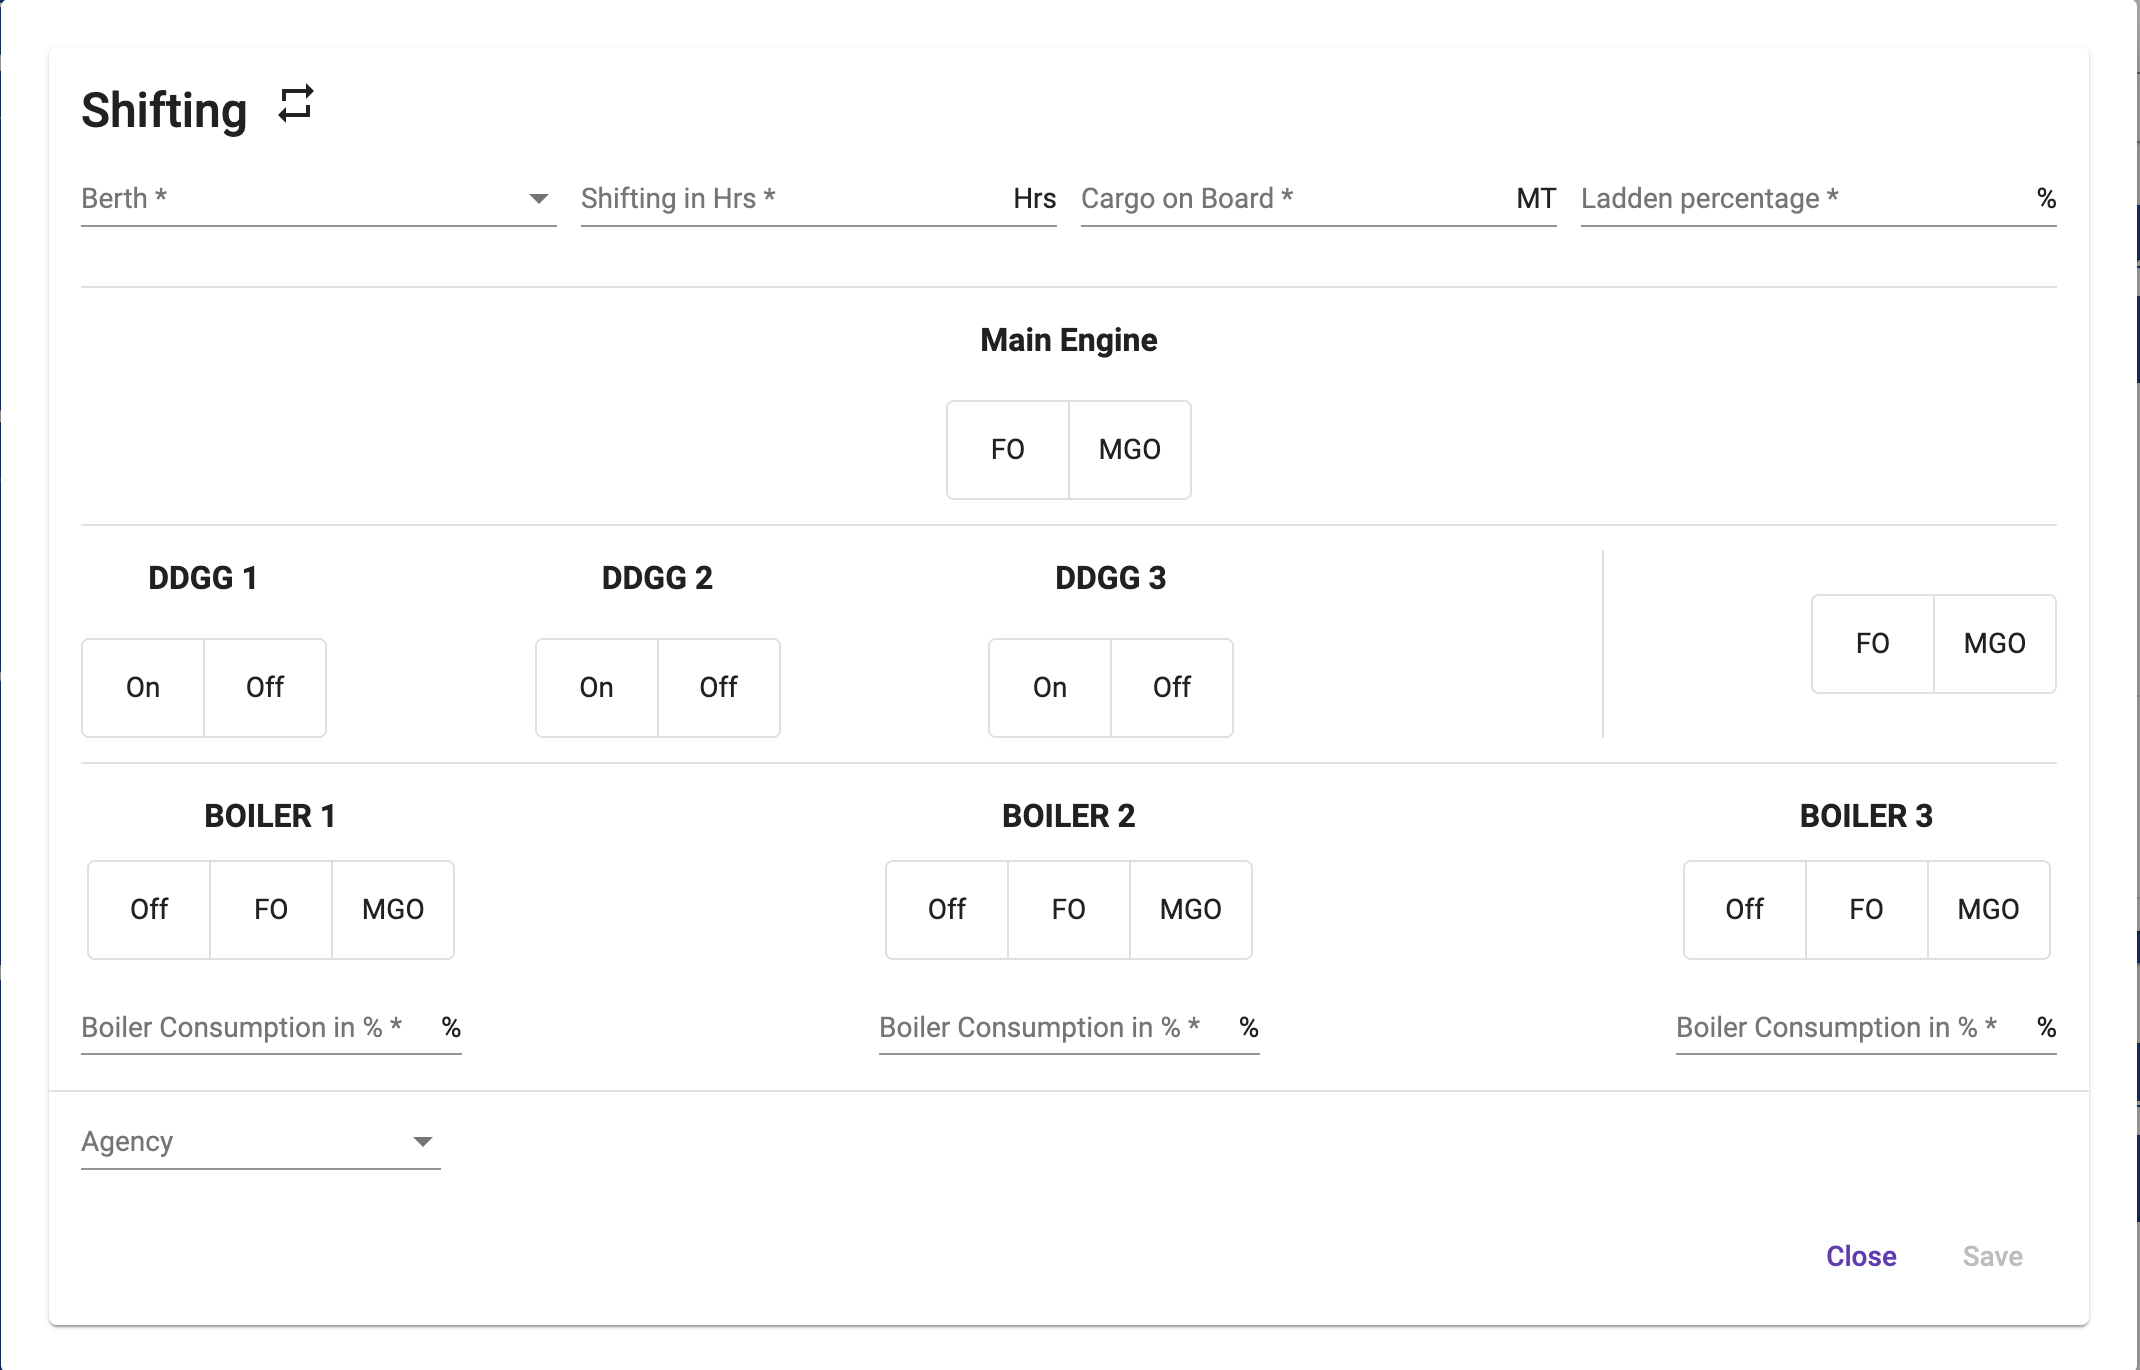 Shifting
Berth * Shifting in Hrs * Hrs Cargo on Board * MT Ladden percentage * %
Main Engine
FO MGO
DDGG 1 DDGG 2 DDGG 3
FO MGO
On Off On Off On Off
BOILER 1 BOILER 2 BOILER 3
Off FO MGO Off FO MGO Off FO MGO
Boiler Consumption in % * % Boiler Consumption in % * % Boiler Consumption in % * %
Agency
Close Save